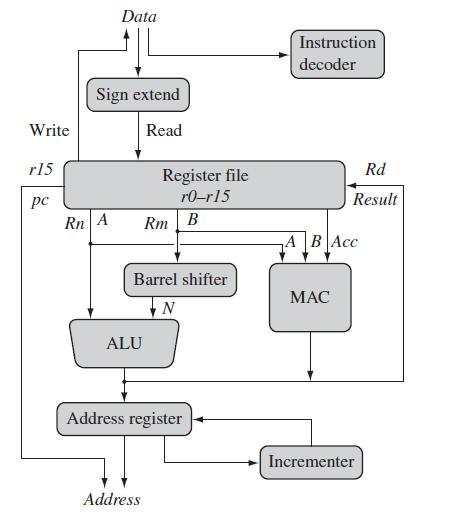 Data
Instruction
decoder
Sign extend
Write
Read
r15
Register file
Rd
pc
r0–r15
Result
Rn
A
Rm
B
A
B
Acc
Barrel shifter
MAC
N
ALU
Address register
Incrementer
Address